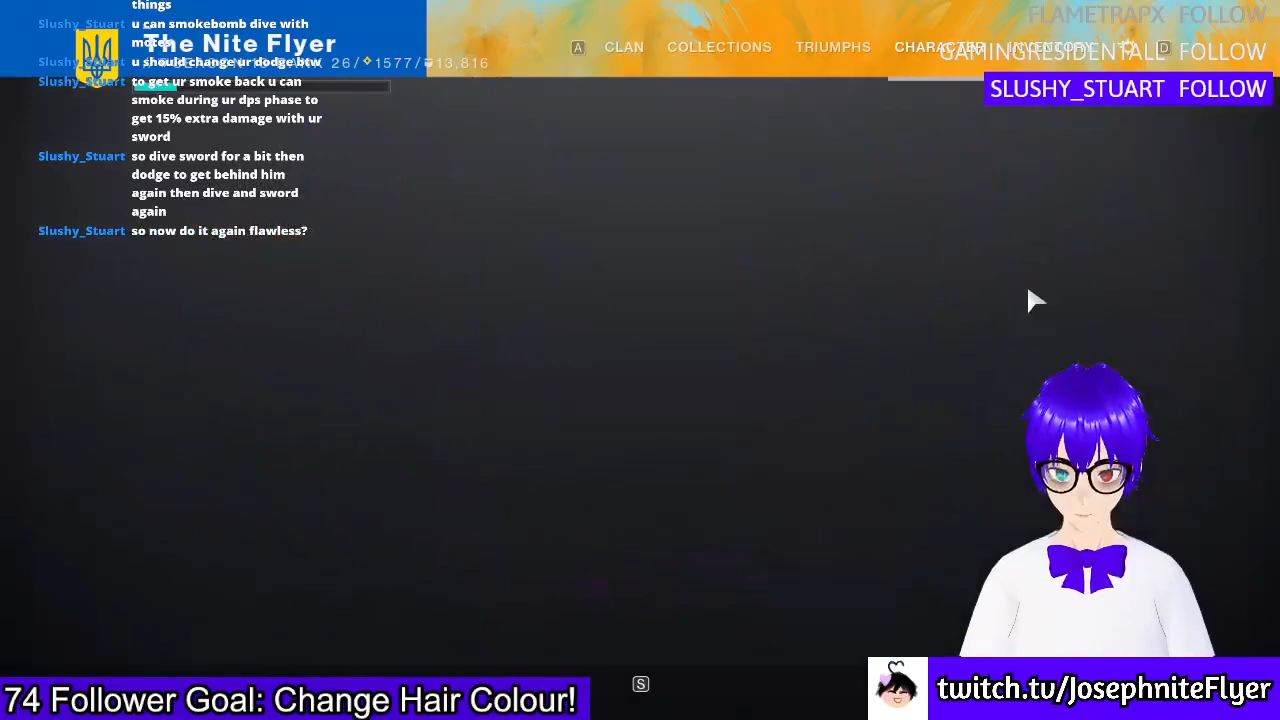 things
Slushy_Stuart u can smokebomb dive with
motes
Slushy_Stuart u should change ur dodge btw
Slushy_Stuart to get ur smoke back u can
smoke during ur dps phase to
get 15% extra damage with ur
sword
Slushy_Stuart so dive sword for a bit then
dodge to get behind him
again then dive and sword
again
Slushy_Stuart so now do it again flawless?
The Nite Flyer
26/ 1577/ 13,816
A CLAN COLLECTIONS TRIUMPHS CHARACTER INVENTORY D
FLAMETRAPX FOLLOW
GAMINGRESIDENTALL FOLLOW
SLUSHY_STUART FOLLOW
S
74 Follower Goal: Change Hair Colour!
twitch.tv/JosephniteFlyer